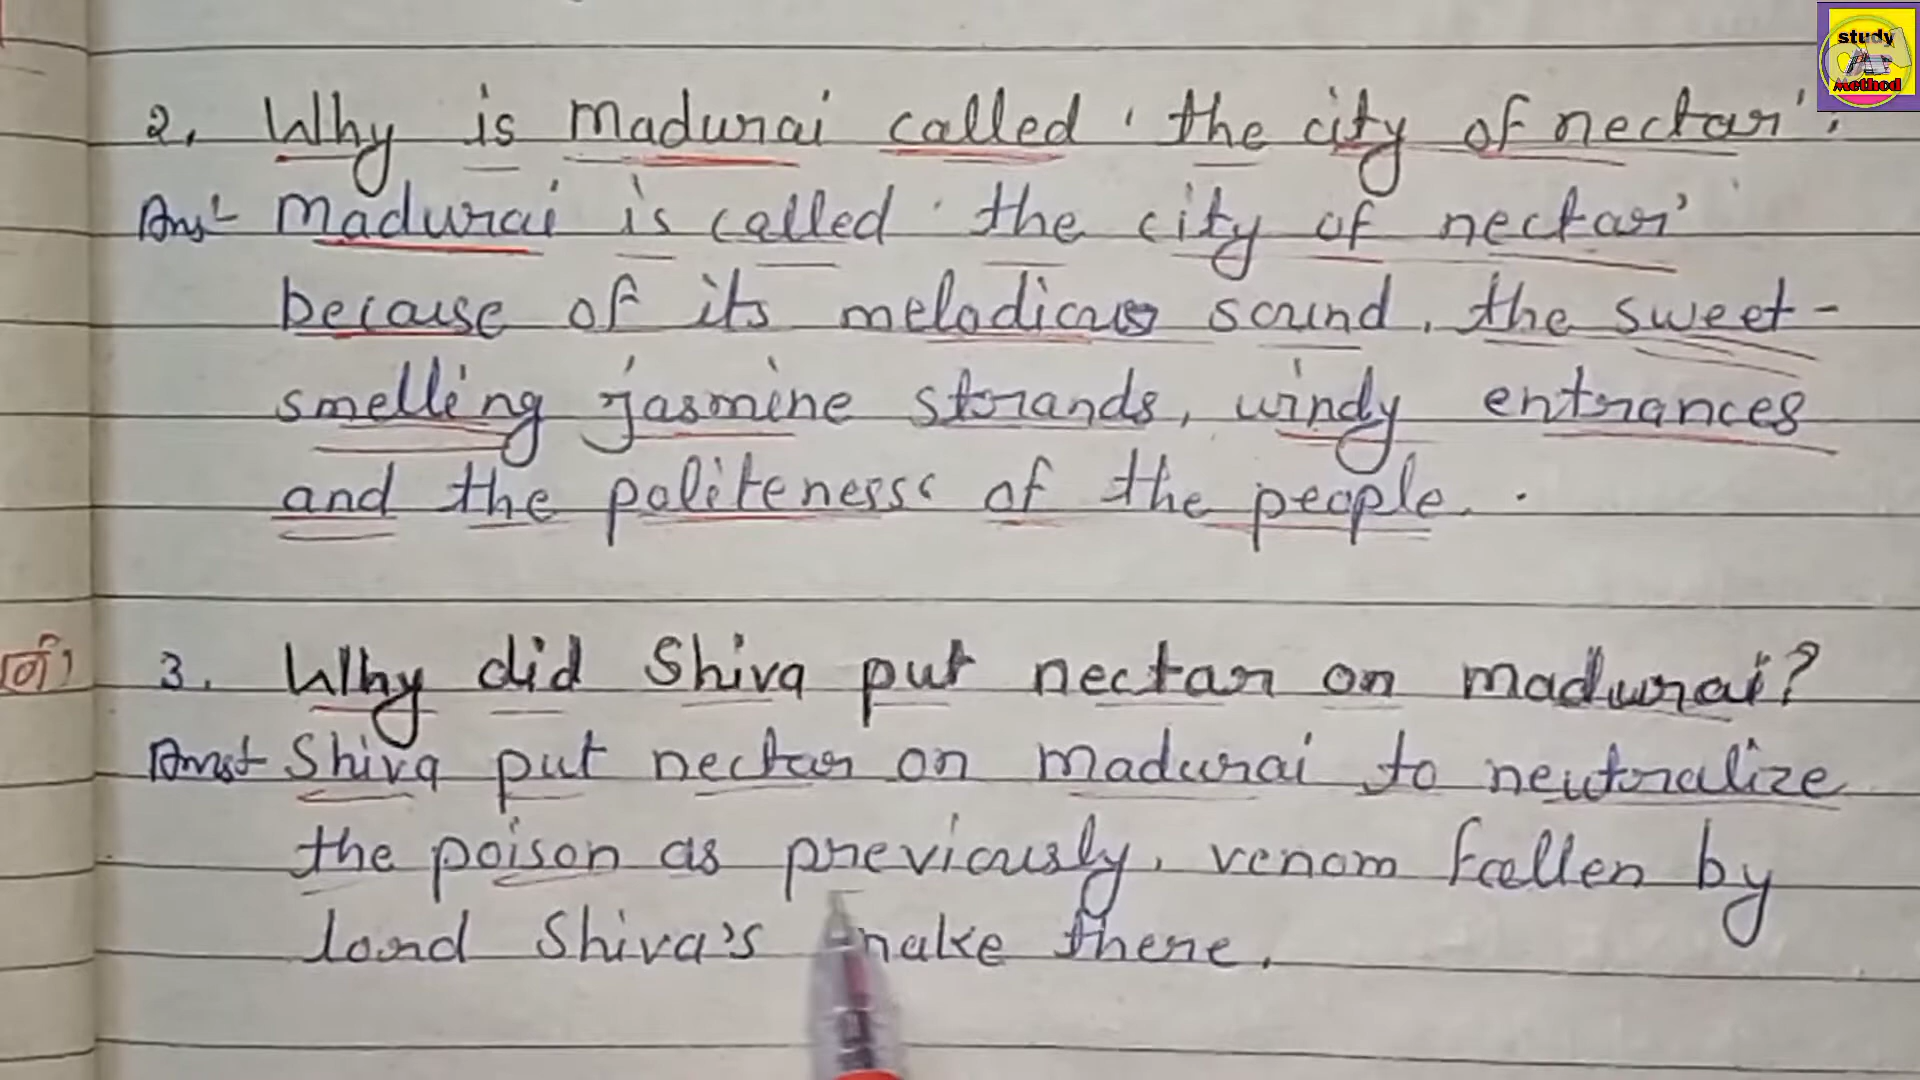 study
Method
2. Why is Madurai called 'the city of nectar'.
Ans- Madurai is called 'the city of nectar'
because of its melodious sound, the sweet-
smelling jasmine strands, windy entrances
and the politeness of the people.
3. Why did Shiva put nectar on Madurai?
Ans- Shiva put nectar on Madurai to neutralize
the poison as previously, venom fallen by
lord Shiva's snake there.